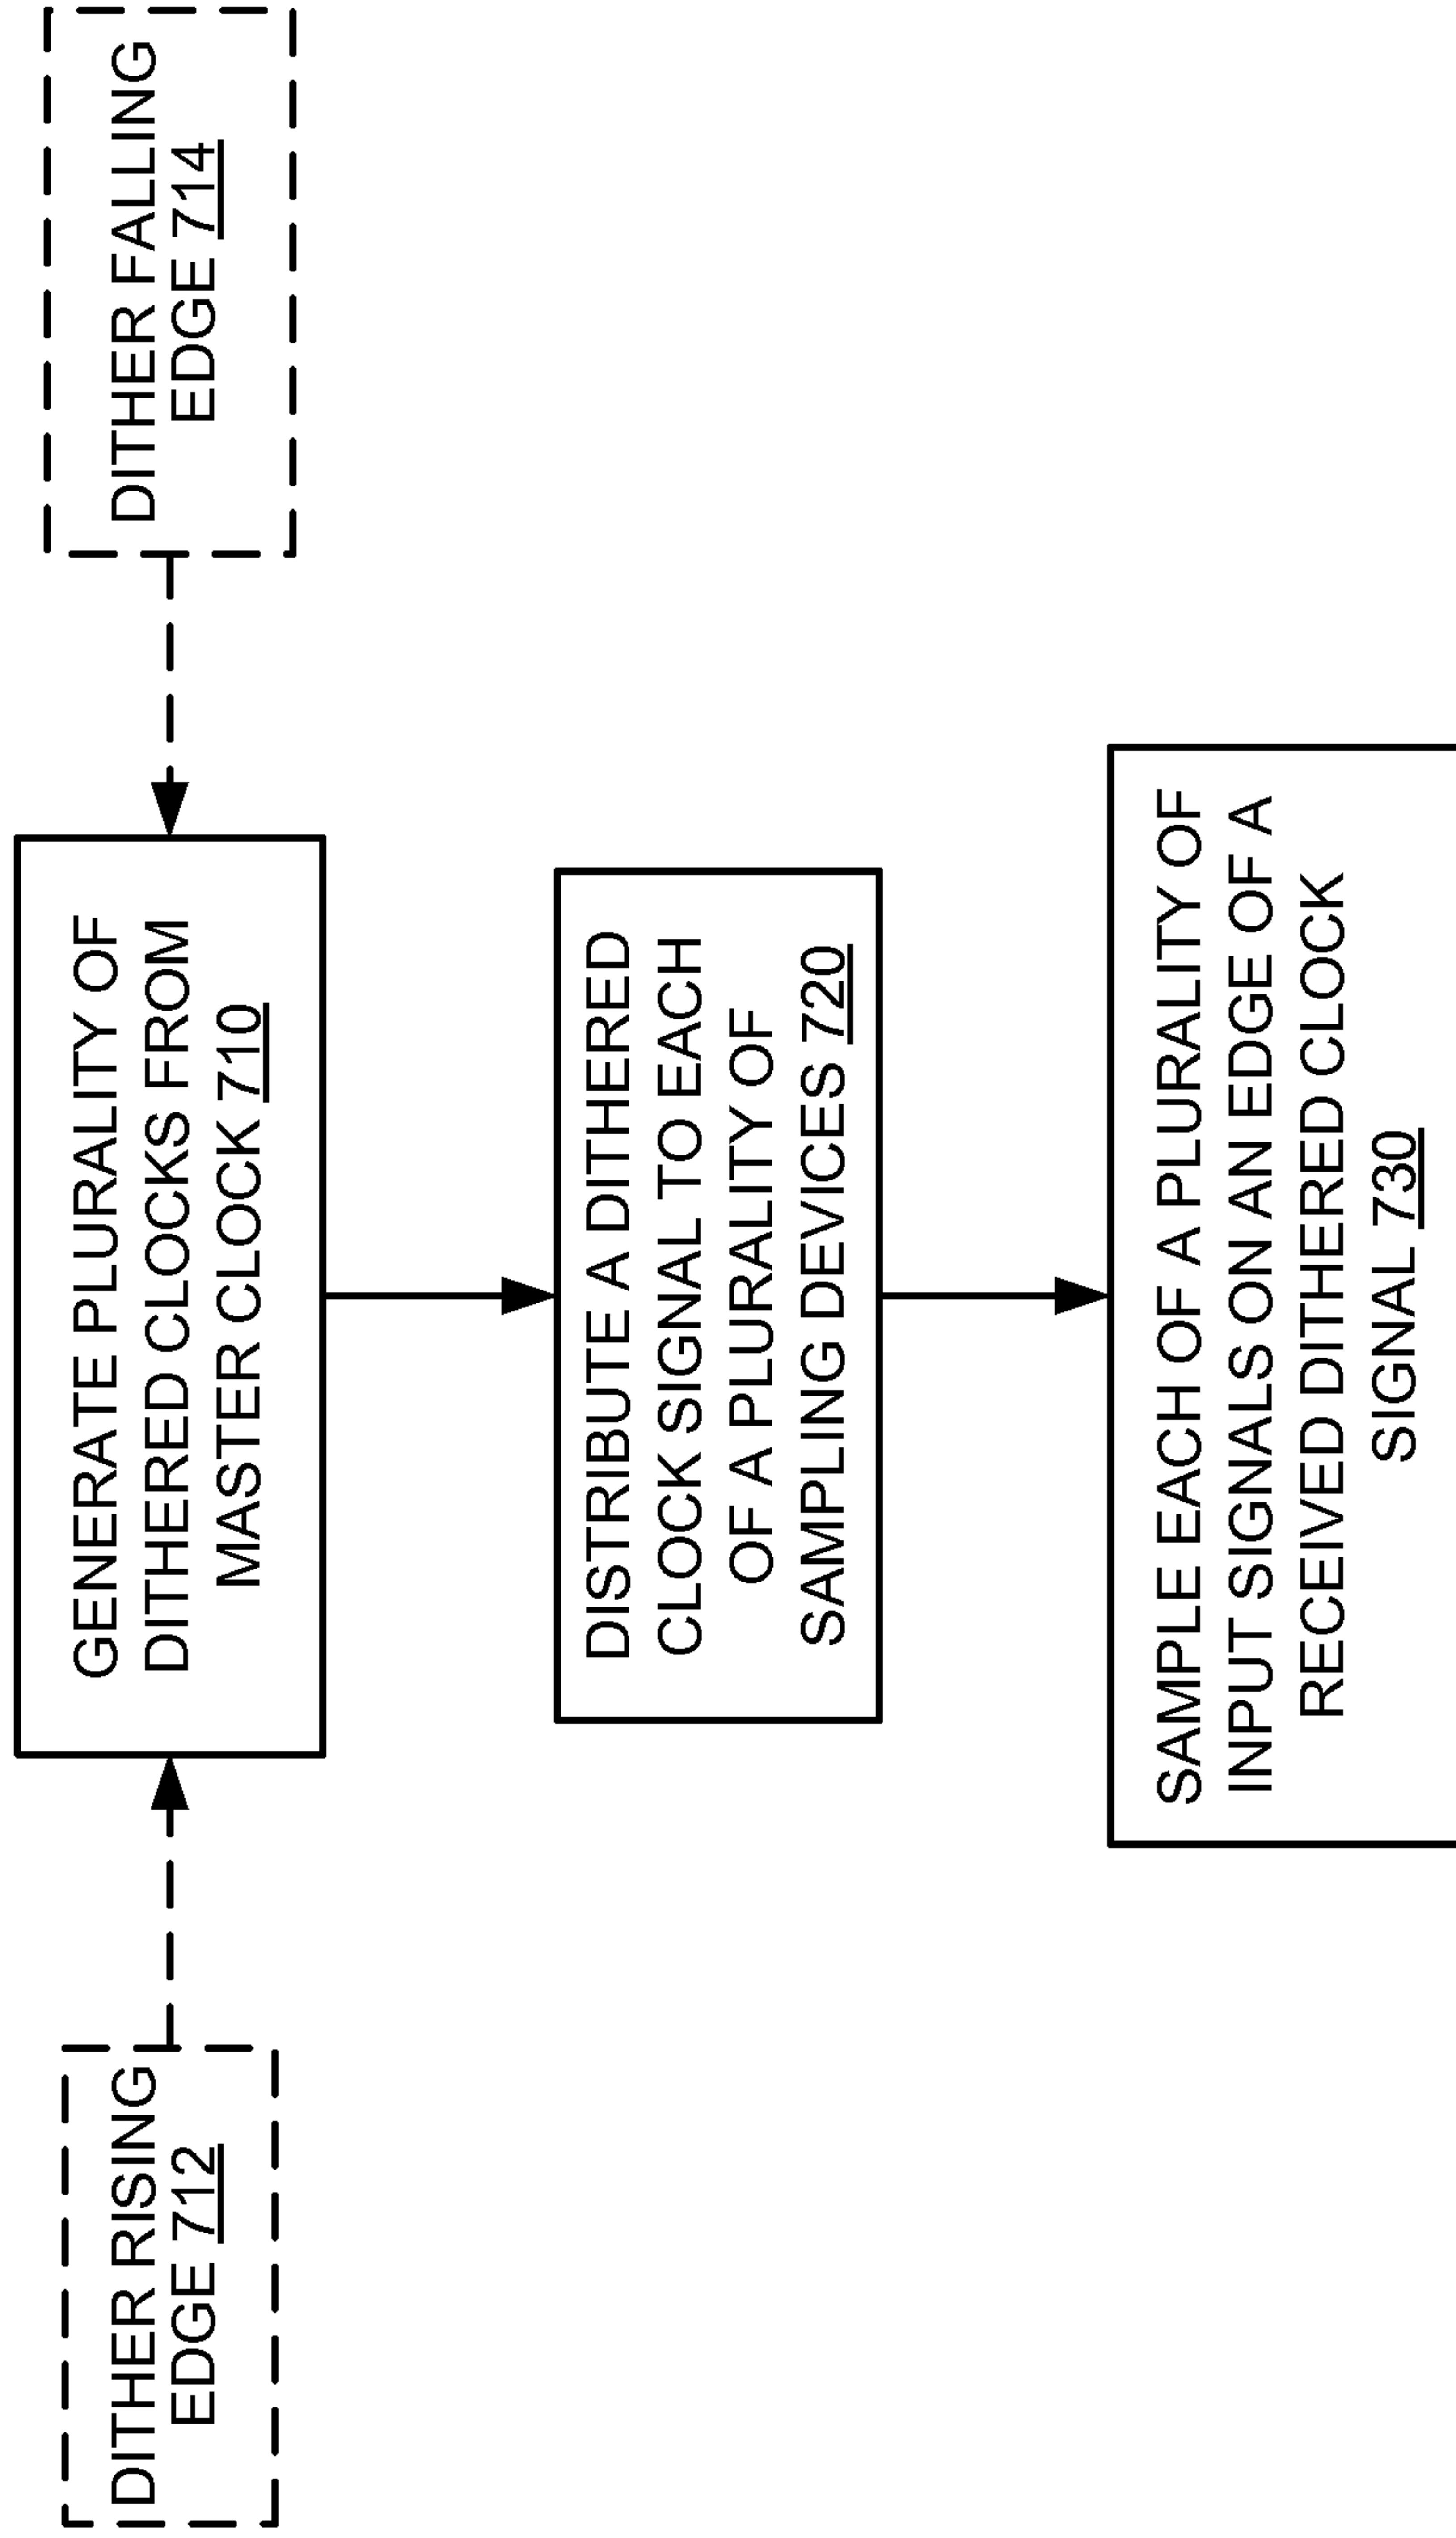 DITHER RISING
EDGE 712
GENERATE PLURALITY OF
DITHERED CLOCKS FROM
MASTER CLOCK 710
DITHER FALLING
EDGE 714
DISTRIBUTE A DITHERED
CLOCK SIGNAL TO EACH
OF A PLURALITY OF
SAMPLING DEVICES 720
SAMPLE EACH OF A PLURALITY OF
INPUT SIGNALS ON AN EDGE OF A
RECEIVED DITHERED CLOCK
SIGNAL 730